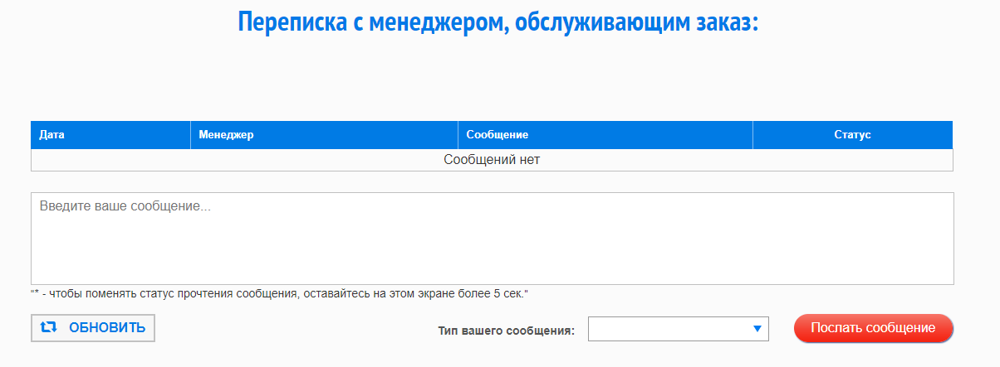 Переписка с менеджером, обслуживающим заказ:
Дата Менеджер Сообщение Статус
Сообщений нет
Введите ваше сообщение...
"* - чтобы поменять статус прочтения сообщения, оставайтесь на этом экране более 5 сек."
ОБНОВИТЬ Тип вашего сообщения: Послать сообщение